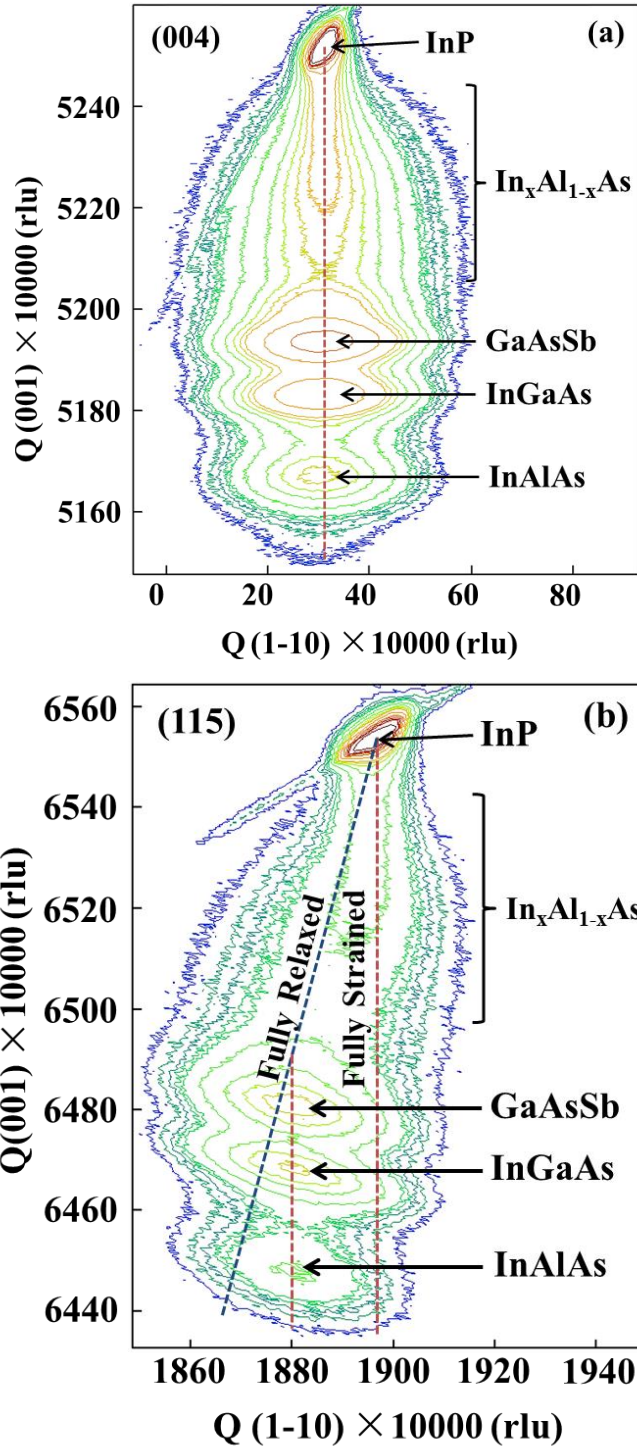 (004)
(a)
InP
InₓAl₁₋ₓAs
GaAsSb
InGaAs
InAlAs
5240
5220
5200
5180
5160
Q (001) × 10000 (rlu)
0 20 40 60 80
Q (1-10) × 10000 (rlu)
(115)
(b)
InP
InₓAl₁₋ₓAs
Fully Relaxed
Fully Strained
GaAsSb
InGaAs
InAlAs
6560
6540
6520
6500
6480
6460
6440
Q(001) × 10000 (rlu)
1860 1880 1900 1920 1940
Q (1-10) × 10000 (rlu)